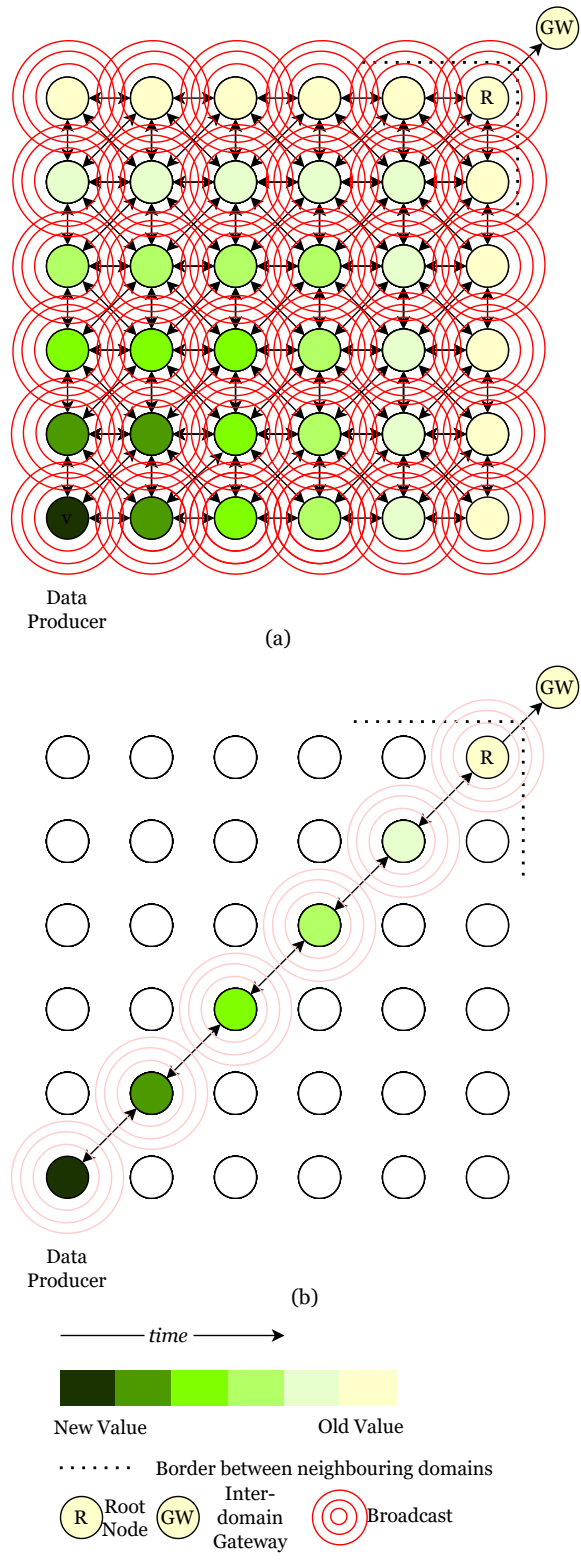 GW
R
v
Data
Producer
(a)
GW
R
Data
Producer
(b)
time
New Value
Old Value
Border between neighbouring domains
R
Root
Node
GW
Inter-
domain
Gateway
Broadcast